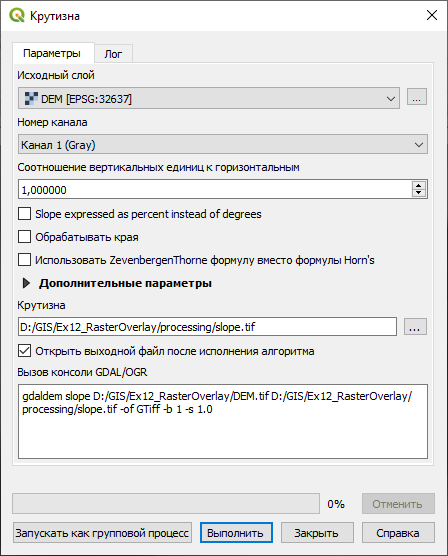 Крутизна
Параметры
Лог
Исходный слой
DEM [EPSG:32637]
...
Номер канала
Канал 1 (Gray)
Соотношение вертикальных единиц к горизонтальным
1,000000
Slope expressed as percent instead of degrees
Обрабатывать края
Использовать ZevenbergenThorne формулу вместо формулы Horn's
Дополнительные параметры
Крутизна
D:/GIS/Ex12_RasterOverlay/processing/slope.tif
...
Открыть выходной файл после исполнения алгоритма
Вызов консоли GDAL/OGR
gdaldem slope D:/GIS/Ex12_RasterOverlay/DEM.tif D:/GIS/Ex12_RasterOverlay/
processing/slope.tif -of GTiff -b 1 -s 1.0
0%
Отменить
Запускать как групповой процесс
Выполнить
Закрыть
Справка